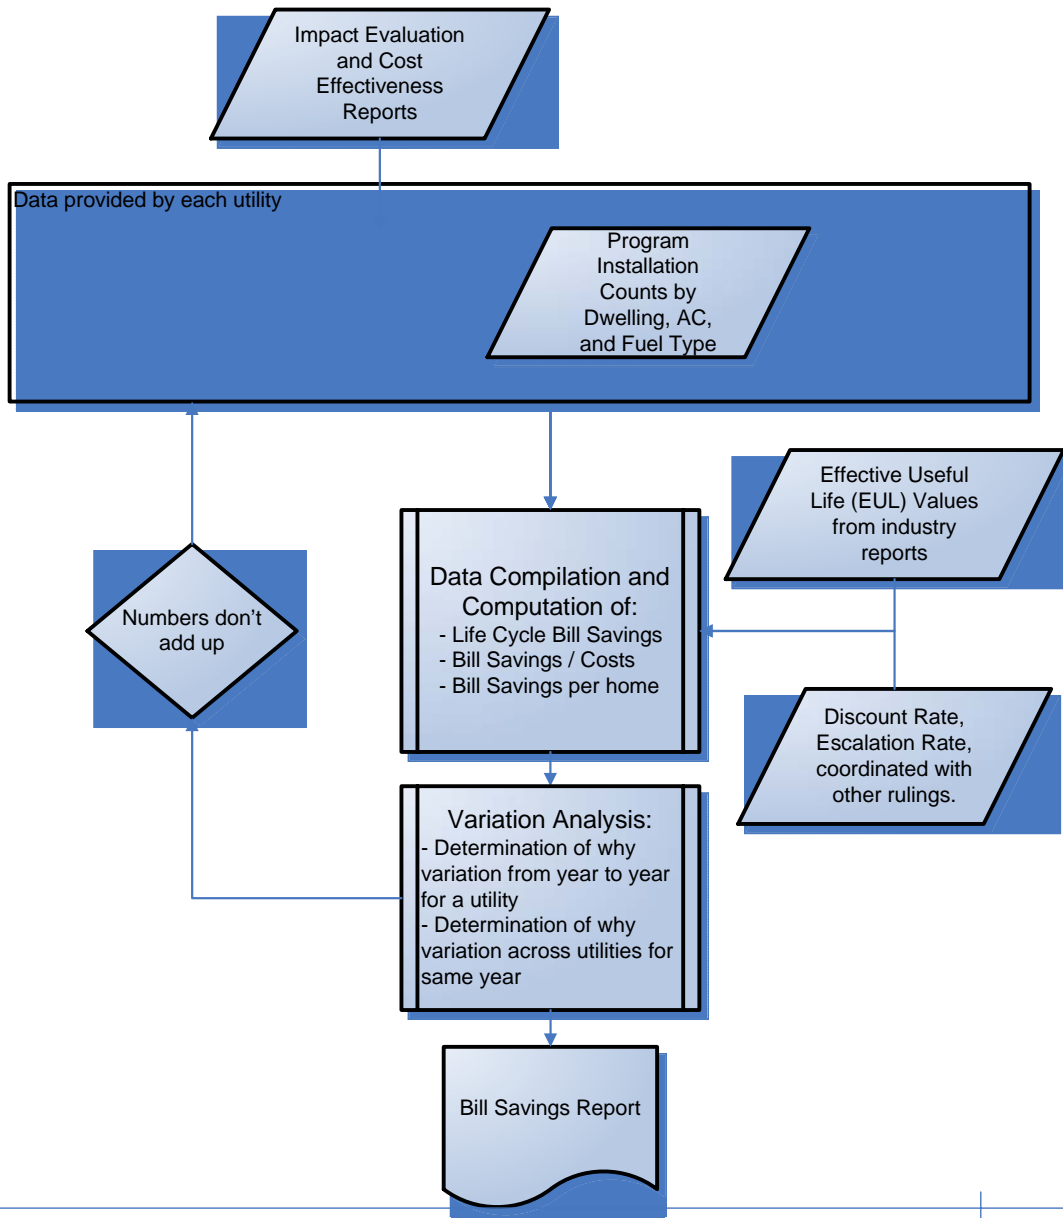 Impact Evaluation
and Cost
Effectiveness
Reports
Data provided by each utility
Program
Installation
Counts by
Dwelling, AC,
and Fuel Type
Effective Useful
Life (EUL) Values
from industry
reports
Data Compilation and
Computation of:
- Life Cycle Bill Savings
- Bill Savings / Costs
- Bill Savings per home
Numbers don’t
add up
Discount Rate,
Escalation Rate,
coordinated with
other rulings.
Variation Analysis:
- Determination of why
variation from year to year
for a utility
- Determination of why
variation across utilities for
same year
Bill Savings Report